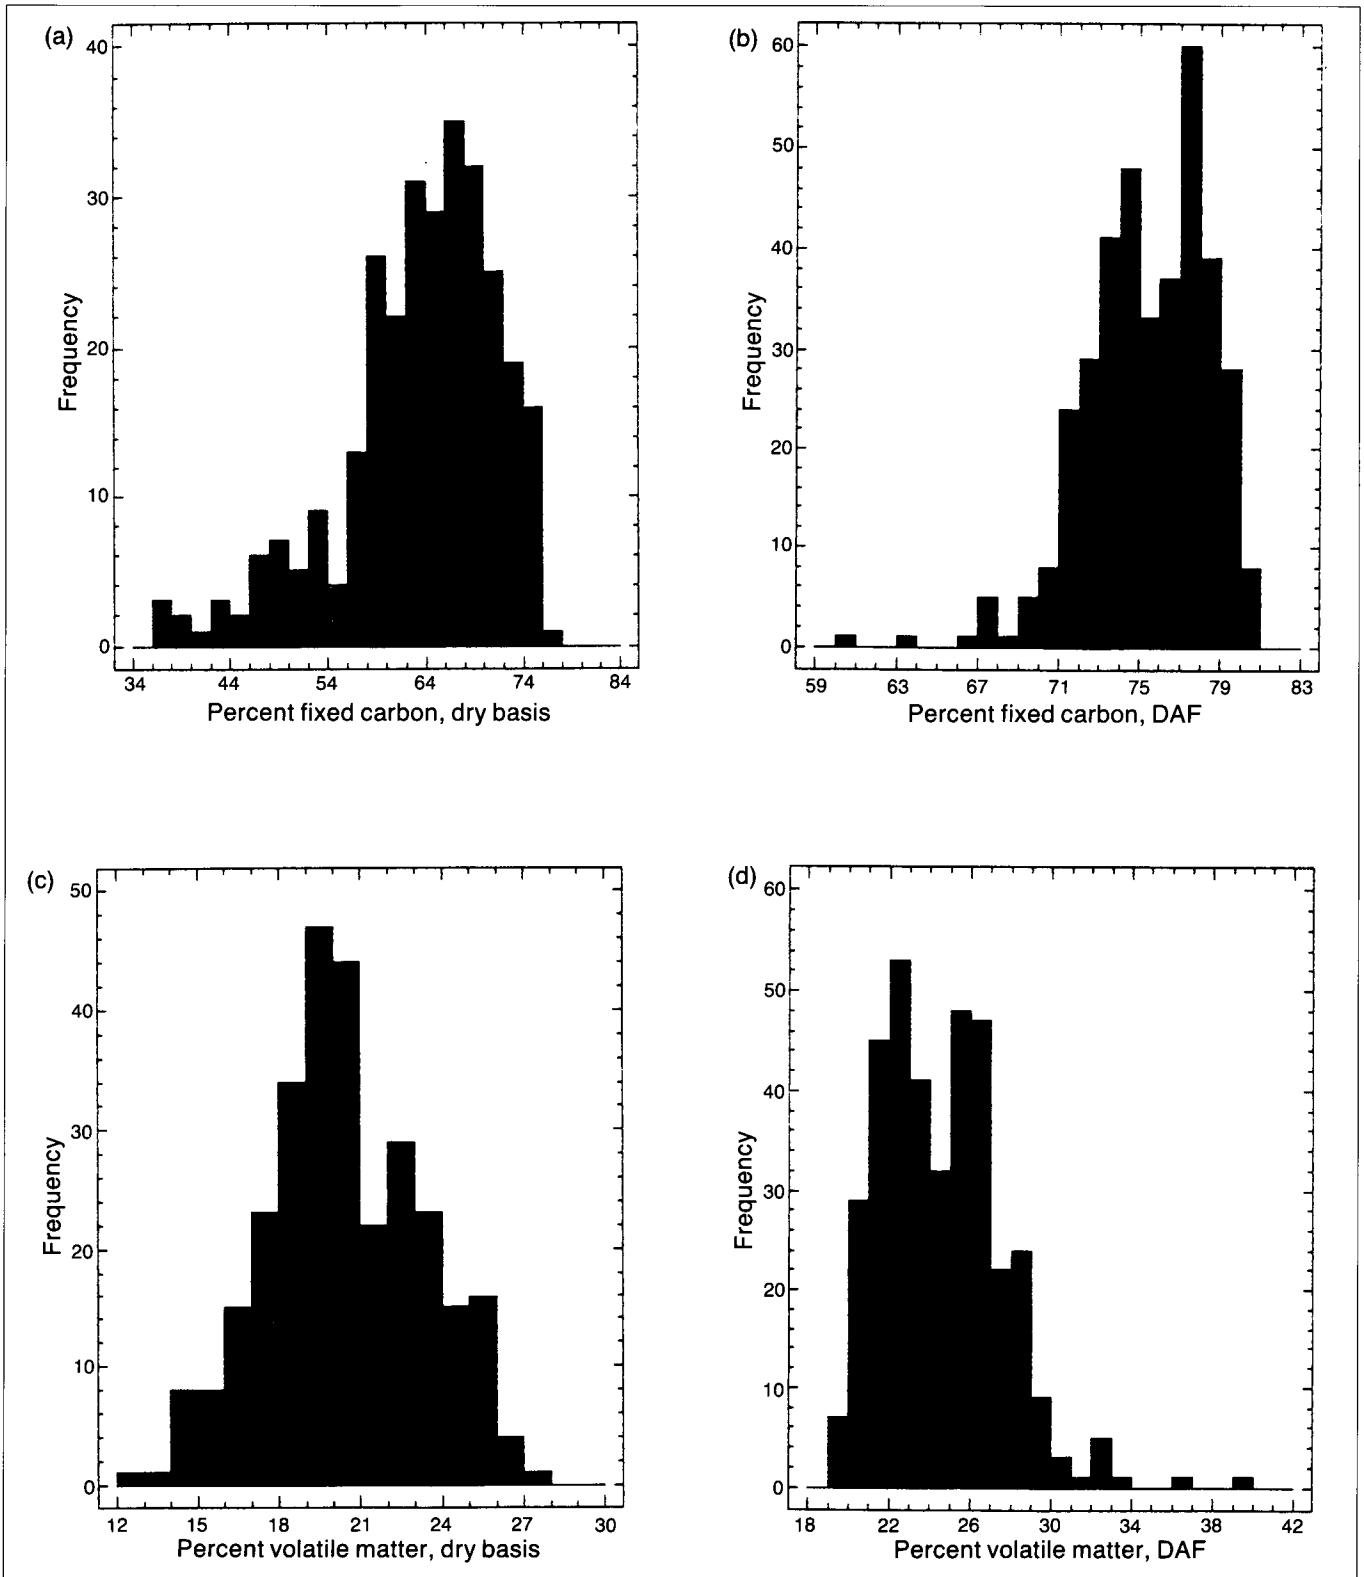 (a)
40
30
20
10
0
Frequency
34 44 54 64 74 84
Percent fixed carbon, dry basis
(b)
60
50
40
30
20
10
0
Frequency
59 63 67 71 75 79 83
Percent fixed carbon, DAF
(c)
50
40
30
20
10
0
Frequency
12 15 18 21 24 27 30
Percent volatile matter, dry basis
(d)
60
50
40
30
20
10
0
Frequency
18 22 26 30 34 38 42
Percent volatile matter, DAF